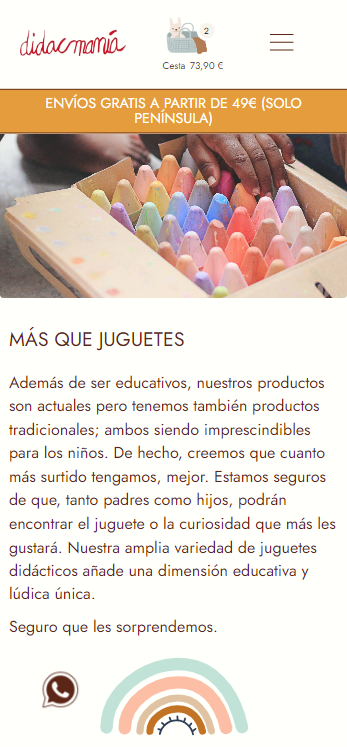 didacmanía
2
Cesta 73,90 €
ENVÍOS GRATIS A PARTIR DE 49€ (SOLO
PENÍNSULA)
MÁS QUE JUGUETES
Además de ser educativos, nuestros productos
son actuales pero tenemos también productos
tradicionales; ambos siendo imprescindibles
para los niños. De hecho, creemos que cuanto
más surtido tengamos, mejor. Estamos seguros
de que, tanto padres como hijos, podrán
encontrar el juguete o la curiosidad que más les
gustará. Nuestra amplia variedad de juguetes
didácticos añade una dimensión educativa y
lúdica única.
Seguro que les sorprendemos.